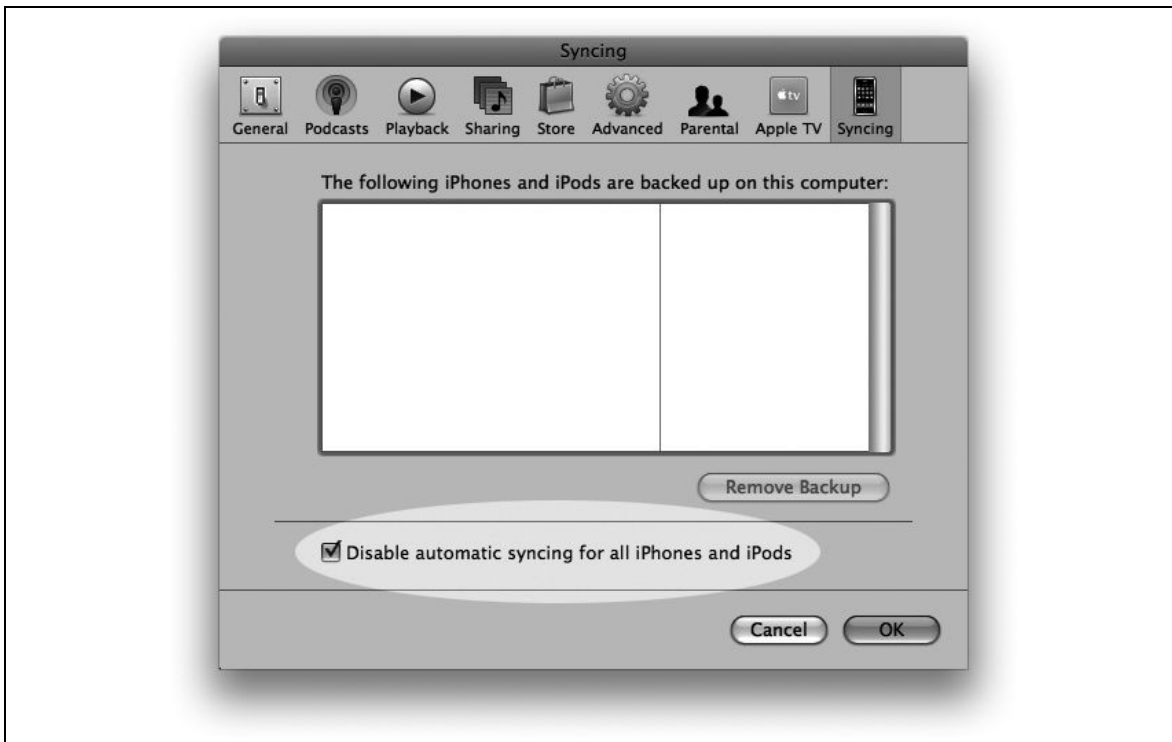 Syncing
General Podcasts Playback Sharing Store Advanced Parental Apple TV Syncing
tv
The following iPhones and iPods are backed up on this computer:
Remove Backup
Disable automatic syncing for all iPhones and iPods
Cancel OK